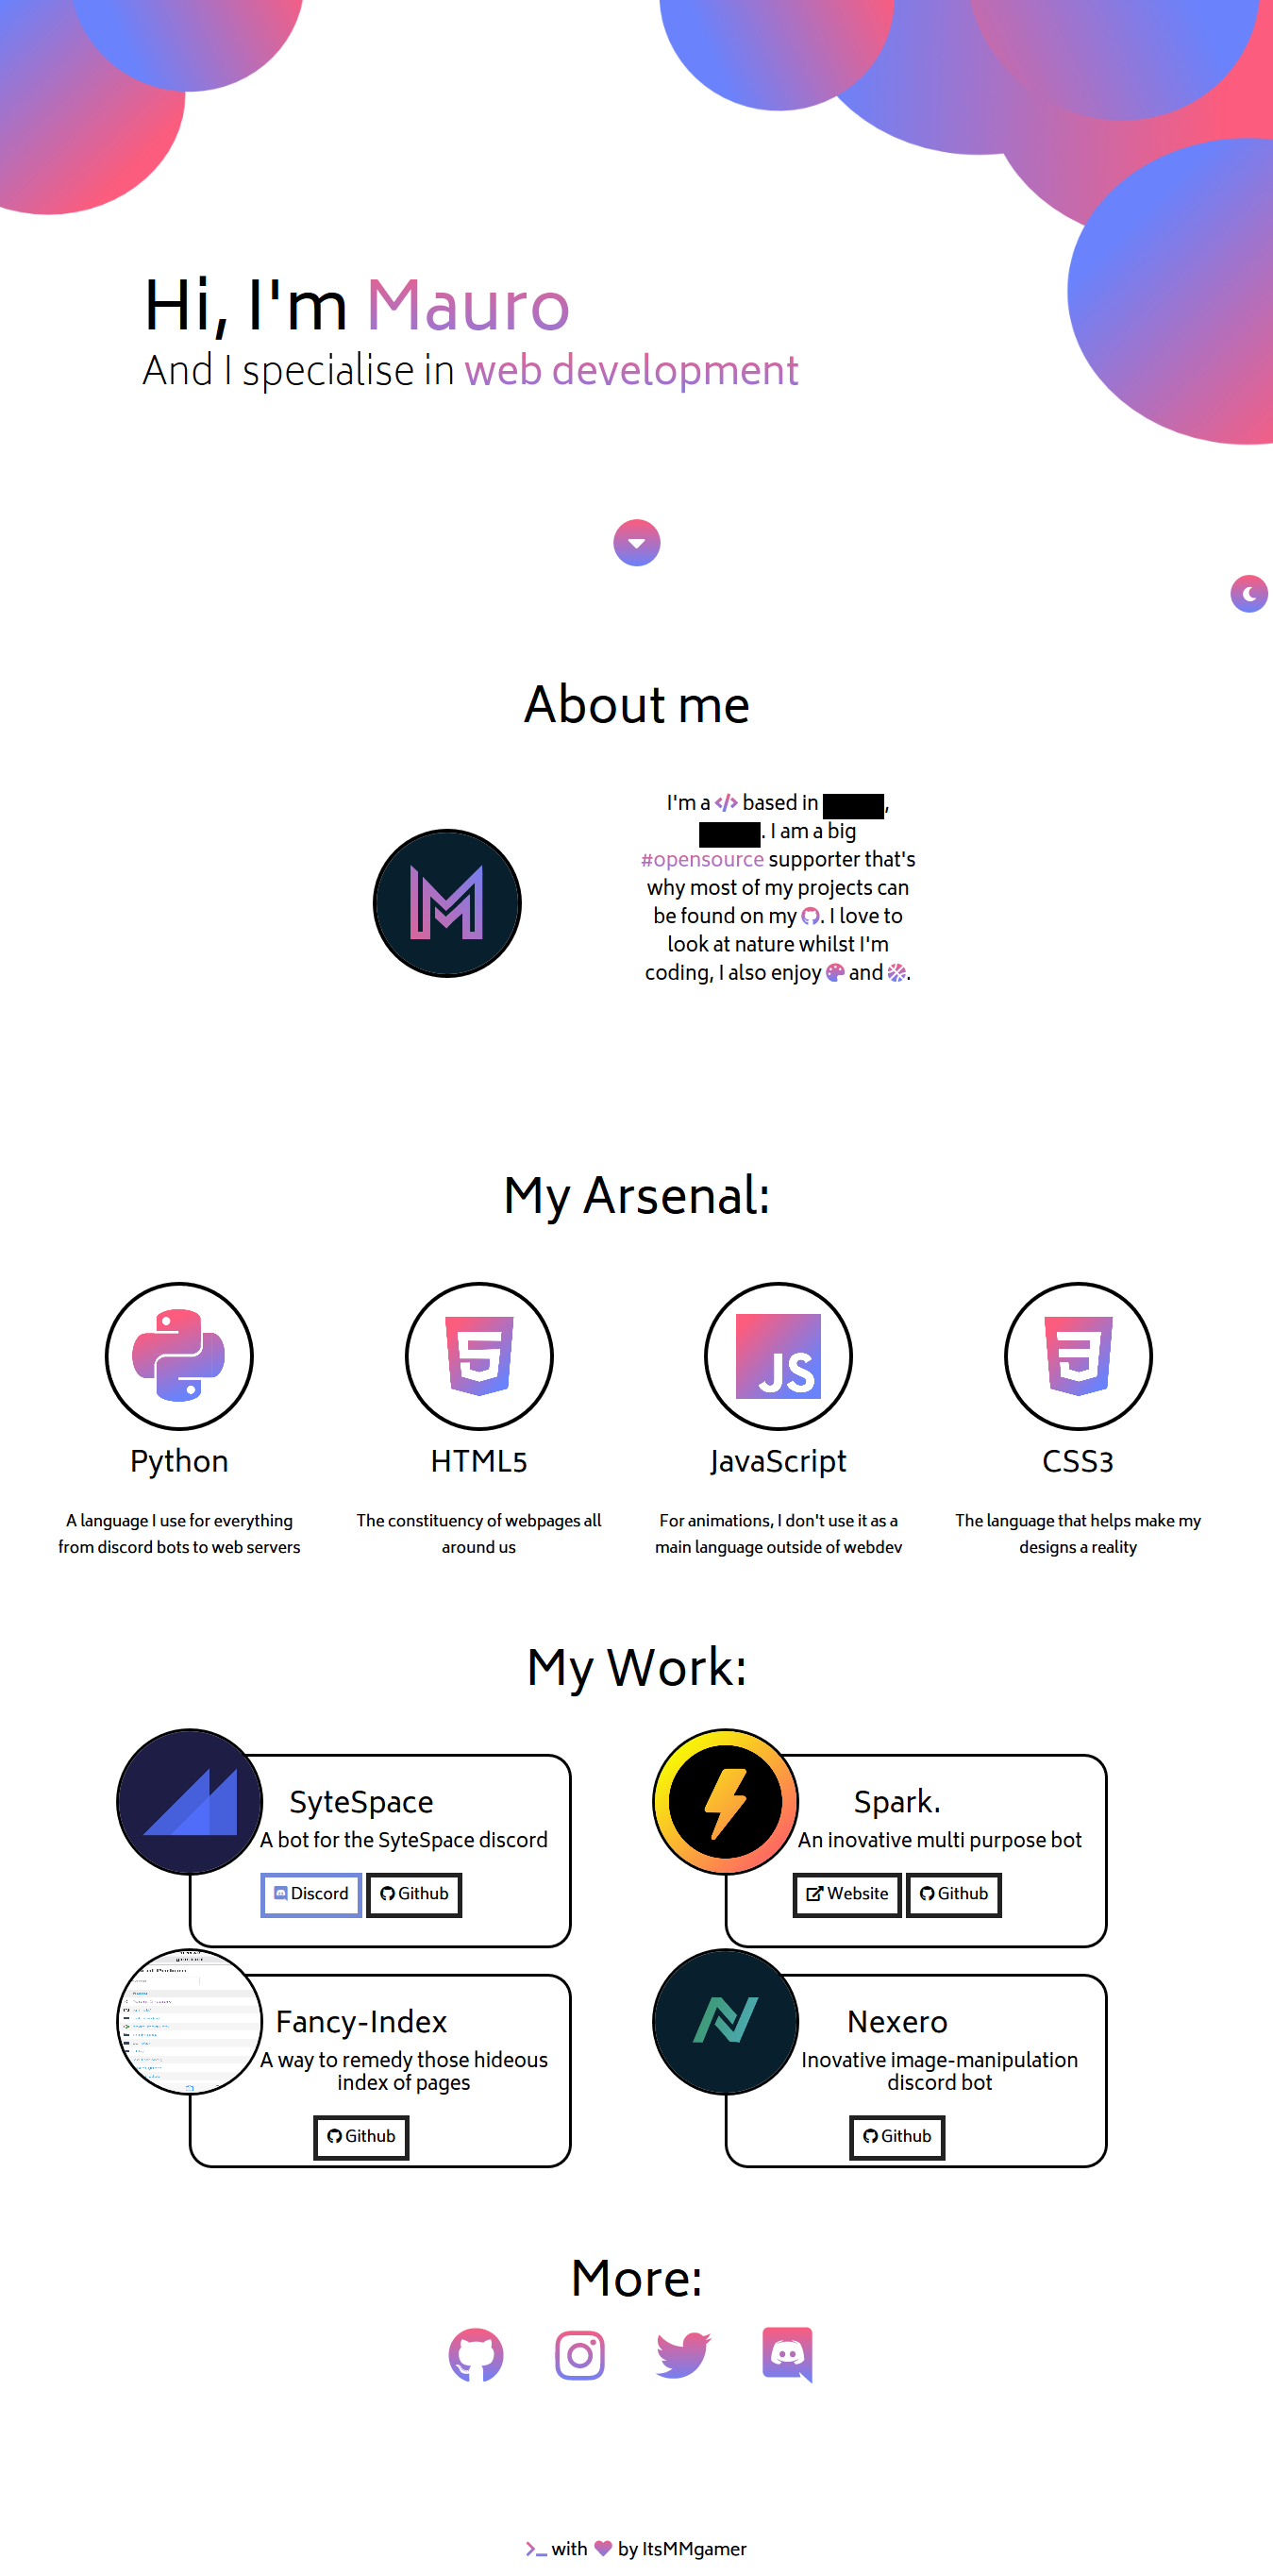 Hi, I'm Mauro
And I specialise in web development
About me
I'm a based in ,
. I am a big
#opensource supporter that's
why most of my projects can
be found on my . I love to
look at nature whilst I'm
coding, I also enjoy and .
My Arsenal:
JS
Python
HTML5
JavaScript
CSS3
A language I use for everything
from discord bots to web servers
The constituency of webpages all
around us
For animations, I don't use it as a
main language outside of webdev
The language that helps make my
designs a reality
My Work:
SyteSpace
A bot for the SyteSpace discord
Discord
Github
Spark.
An inovative multi purpose bot
Website
Github
Fancy-Index
A way to remedy those hideous
index of pages
Github
Nexero
Inovative image-manipulation
discord bot
Github
More:
with by ItsMMgamer